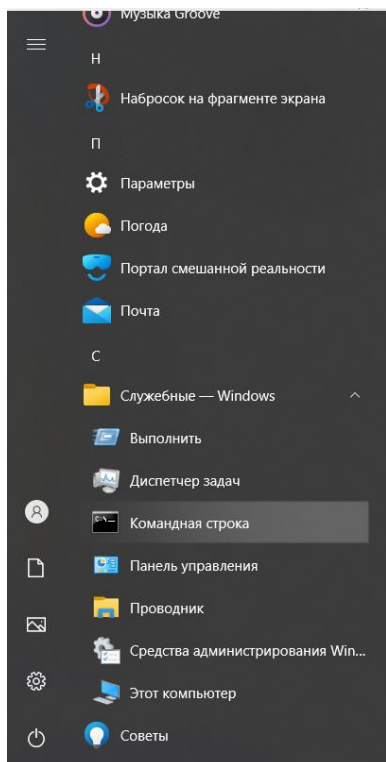 Музыка Groove
Н
Набросок на фрагменте экрана
П
Параметры
Погода
Портал смешанной реальности
Почта
С
Служебные — Windows
Выполнить
Диспетчер задач
C:\_
Командная строка
Панель управления
Проводник
Средства администрирования Win...
Этот компьютер
Советы